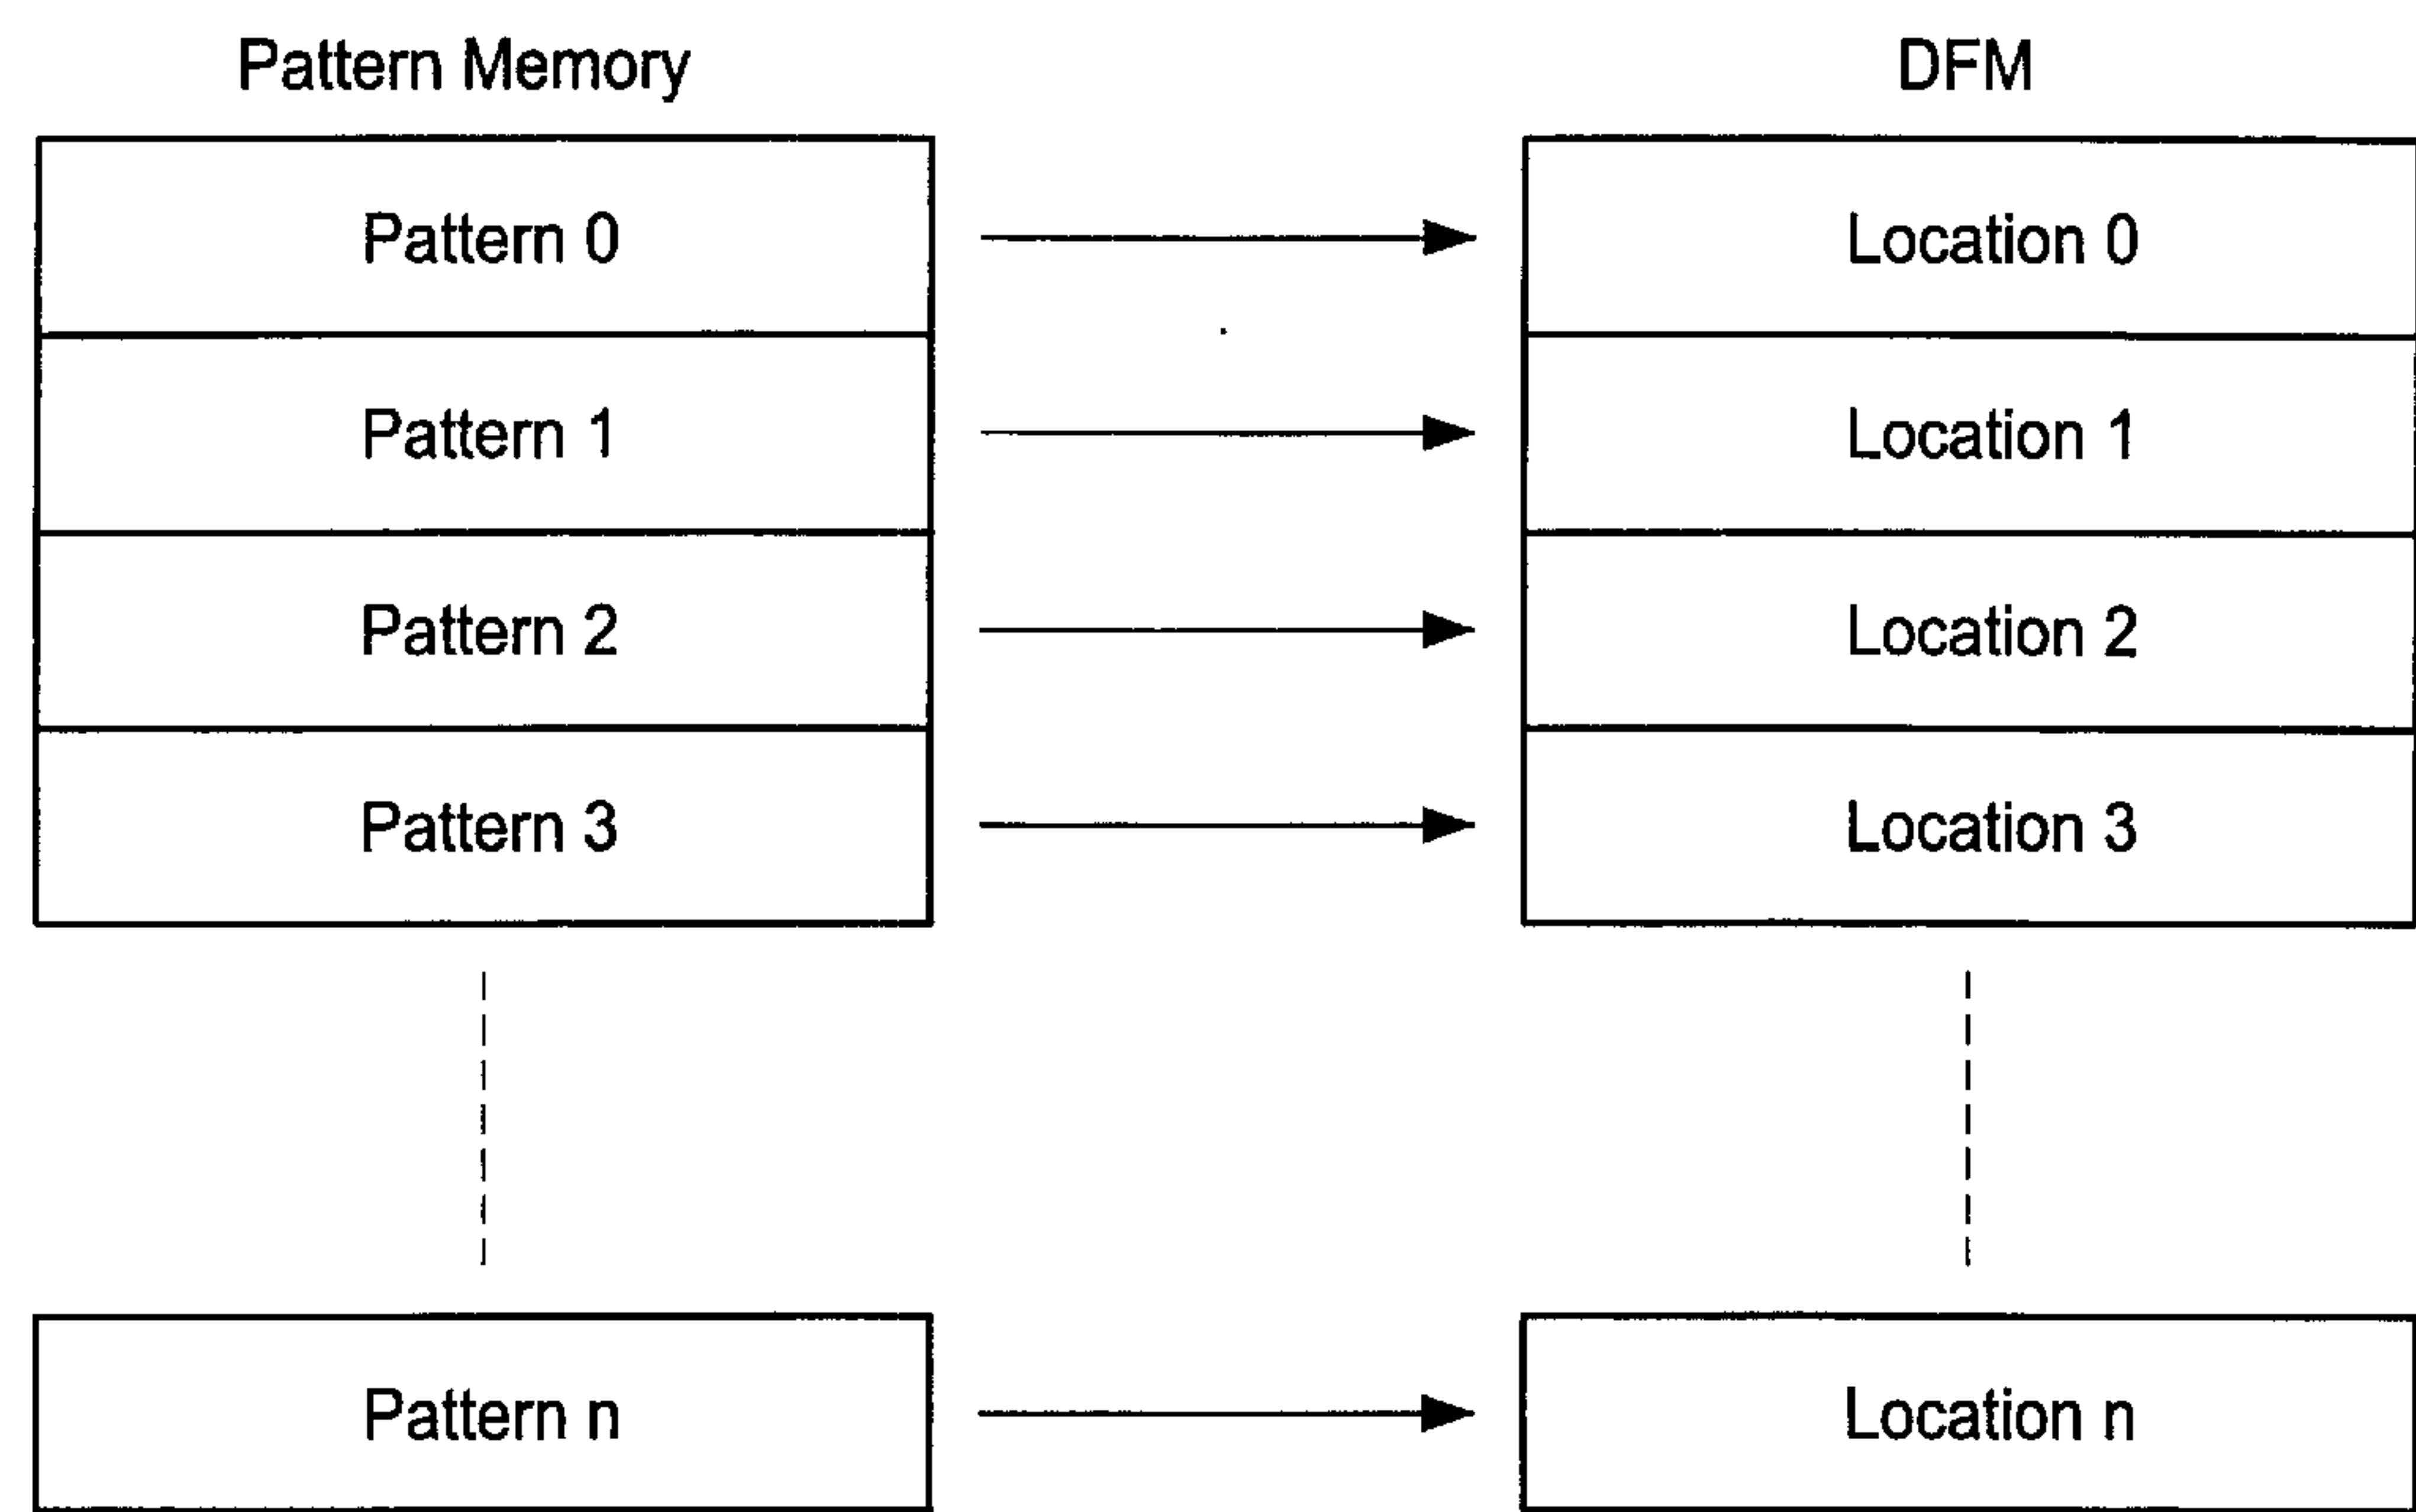 Pattern Memory
DFM
Pattern 0
Location 0
Pattern 1
Location 1
Pattern 2
Location 2
Pattern 3
Location 3
Pattern n
Location n